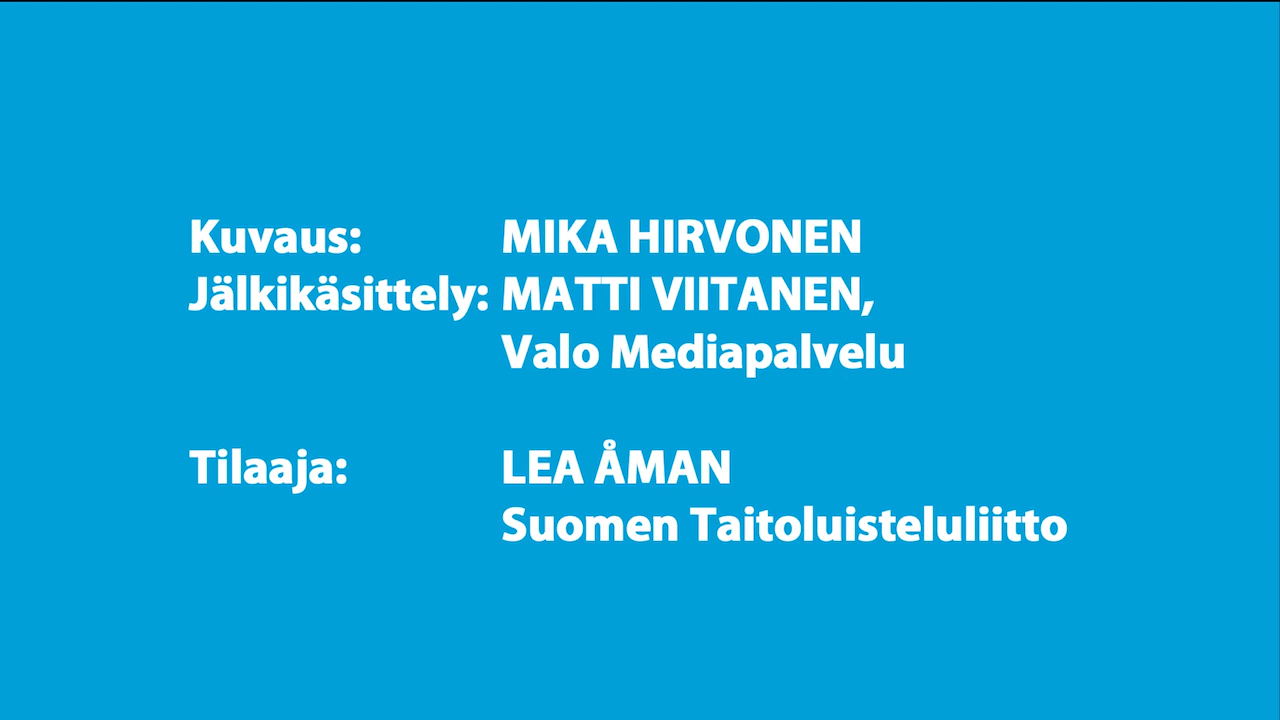 Kuvaus: MIKA HIRVONEN
Jälkikäsittely: MATTI VIITANEN,
Valo Mediapalvelu
Tilaaja: LEA ÅMAN
Suomen Taitoluisteluliitto